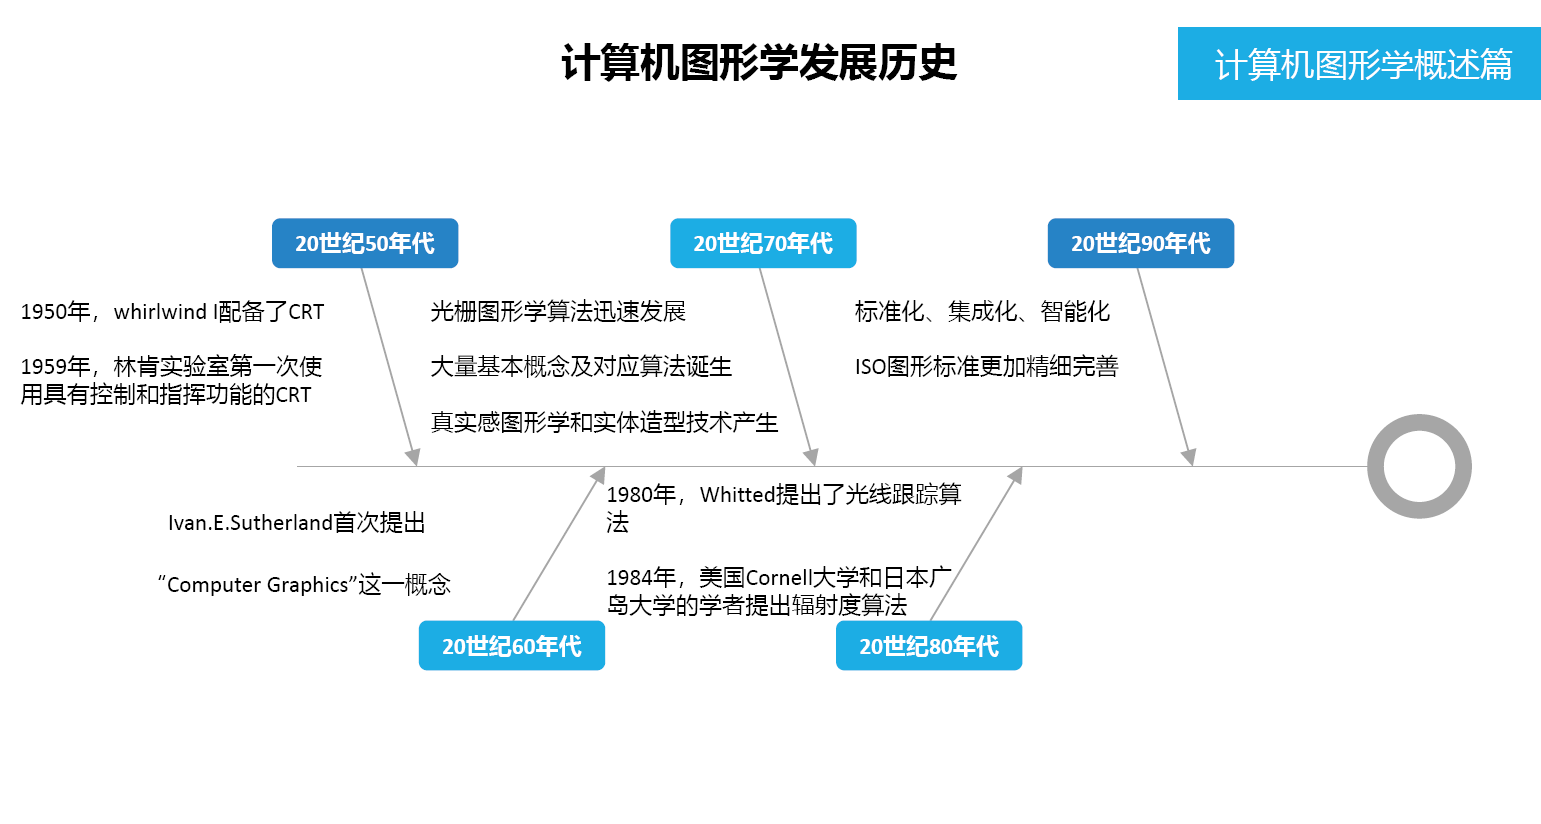 计算机图形学发展历史
计算机图形学概述篇
20世纪50年代
1950年，whirlwind I配备了CRT
1959年，林肯实验室第一次使
用具有控制和指挥功能的CRT
20世纪70年代
光栅图形学算法迅速发展
大量基本概念及对应算法诞生
真实感图形学和实体造型技术产生
20世纪90年代
标准化、集成化、智能化
ISO图形标准更加精细完善
Ivan.E.Sutherland首次提出
“Computer Graphics”这一概念
20世纪60年代
1980年，Whitted提出了光线跟踪算
法
1984年，美国Cornell大学和日本广
岛大学的学者提出辐射度算法
20世纪80年代